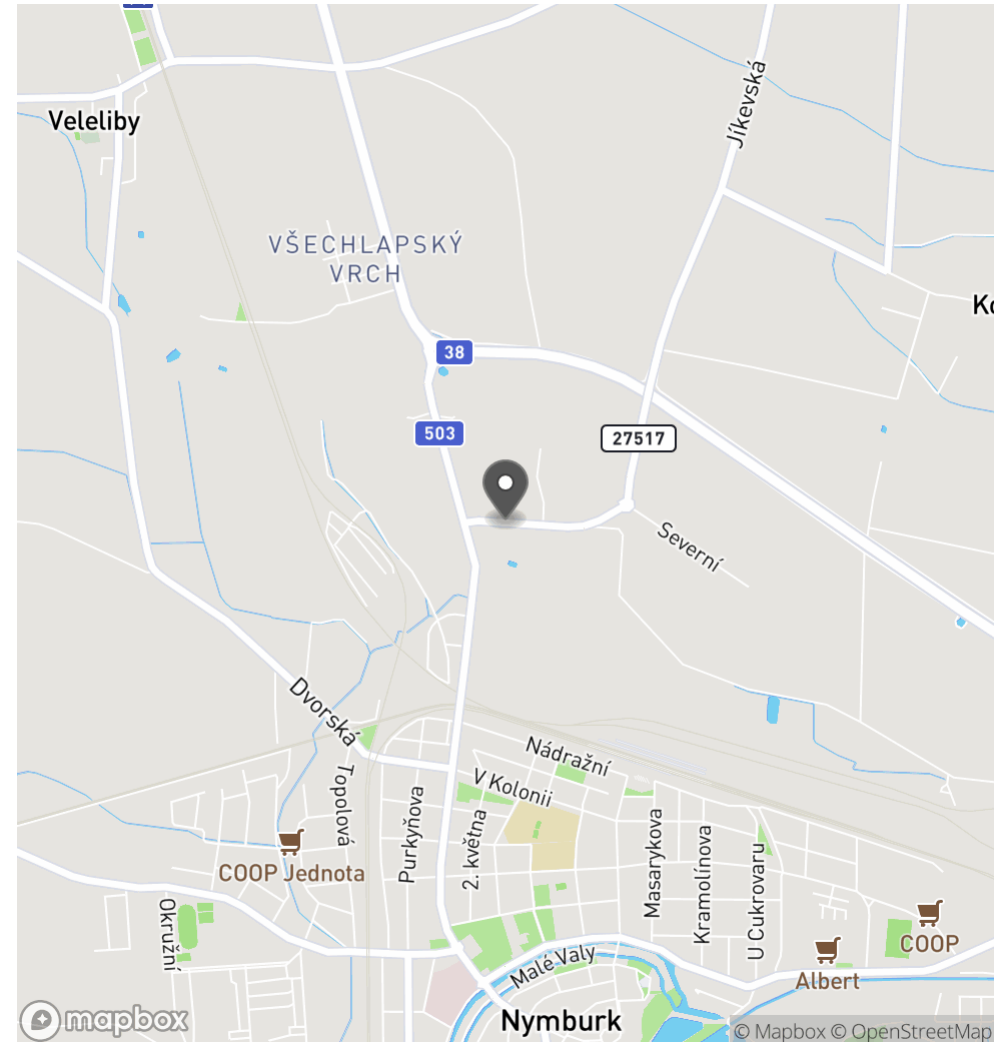 Jíkevská
Veleliby
VŠECHLAPSKÝ
VRCH
38
503
27517
Severní
Dvorská
Nádražní
V Kolonii
Topolová
Purkyňova
2. května
Masarykova
Kramolínova
U Cukrovaru
COOP Jednota
Okružní
COOP
Albert
Malé Valy
Nymburk
mapbox
© Mapbox © OpenStreetMap